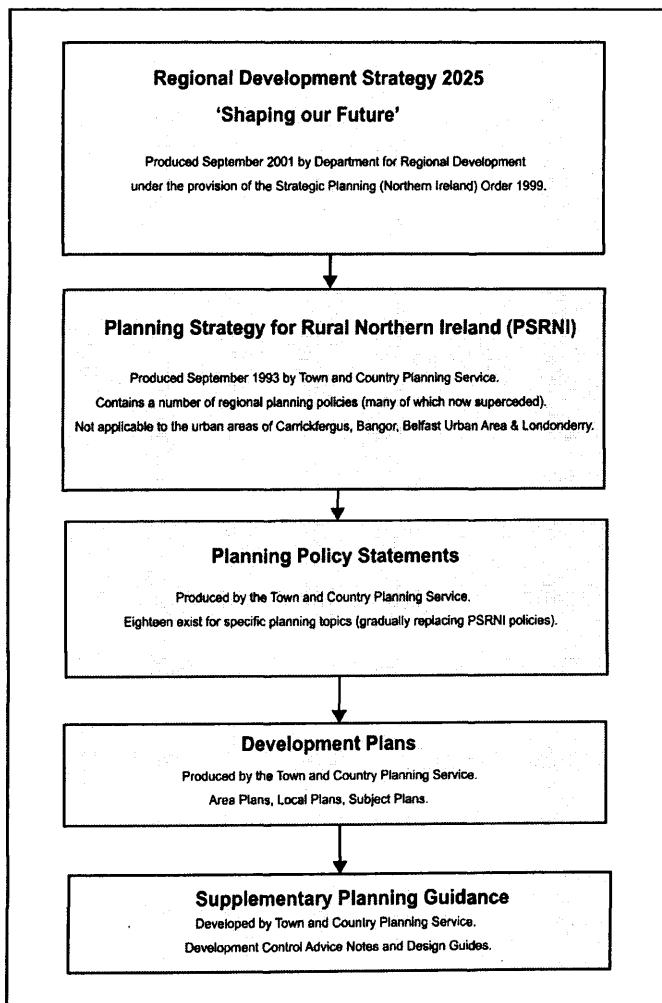 Regional Development Strategy 2025
‘Shaping our Future’
Produced September 2001 by Department for Regional Development
under the provision of the Strategic Planning (Northern Ireland) Order 1999.
Planning Strategy for Rural Northern Ireland (PSRNI)
Produced September 1993 by Town and Country Planning Service.
Contains a number of regional planning policies (many of which now superceded).
Not applicable to the urban areas of Carrickfergus, Bangor, Belfast Urban Area & Londonderry.
Planning Policy Statements
Produced by the Town and Country Planning Service.
Eighteen exist for specific planning topics (gradually replacing PSRNI policies).
Development Plans
Produced by the Town and Country Planning Service.
Area Plans, Local Plans, Subject Plans.
Supplementary Planning Guidance
Developed by Town and Country Planning Service.
Development Control Advice Notes and Design Guides.